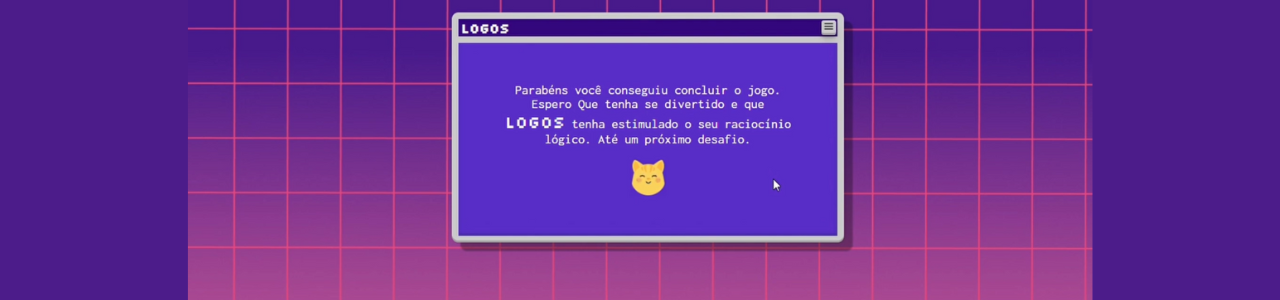 LOGOS
Parabéns você conseguiu concluir o jogo.
Espero Que tenha se divertido e que
LOGOS tenha estimulado o seu raciocínio
lógico. Até um próximo desafio.